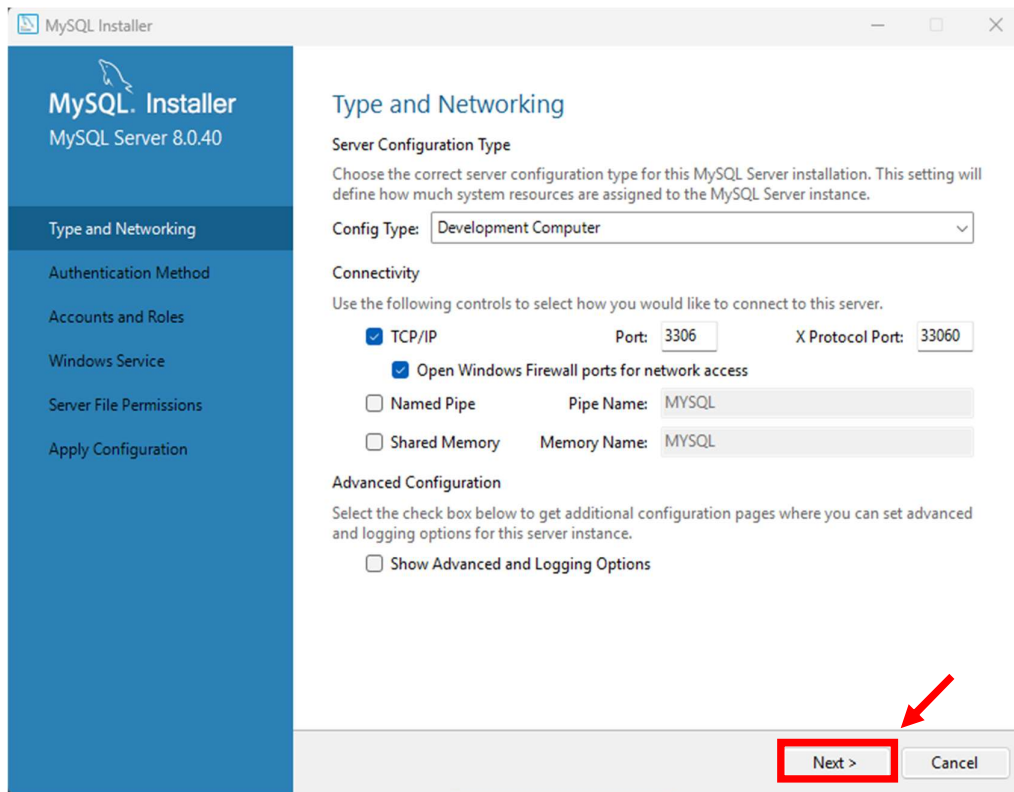 MySQL Installer
MySQL. Installer
MySQL Server 8.0.40
Type and Networking
Authentication Method
Accounts and Roles
Windows Service
Server File Permissions
Apply Configuration
Type and Networking
Server Configuration Type
Choose the correct server configuration type for this MySQL Server installation. This setting will
define how much system resources are assigned to the MySQL Server instance.
Config Type: Development Computer
Connectivity
Use the following controls to select how you would like to connect to this server.
TCP/IP Port: 3306 X Protocol Port: 33060
Open Windows Firewall ports for network access
Named Pipe Pipe Name: MYSQL
Shared Memory Memory Name: MYSQL
Advanced Configuration
Select the check box below to get additional configuration pages where you can set advanced
and logging options for this server instance.
Show Advanced and Logging Options
Next > Cancel